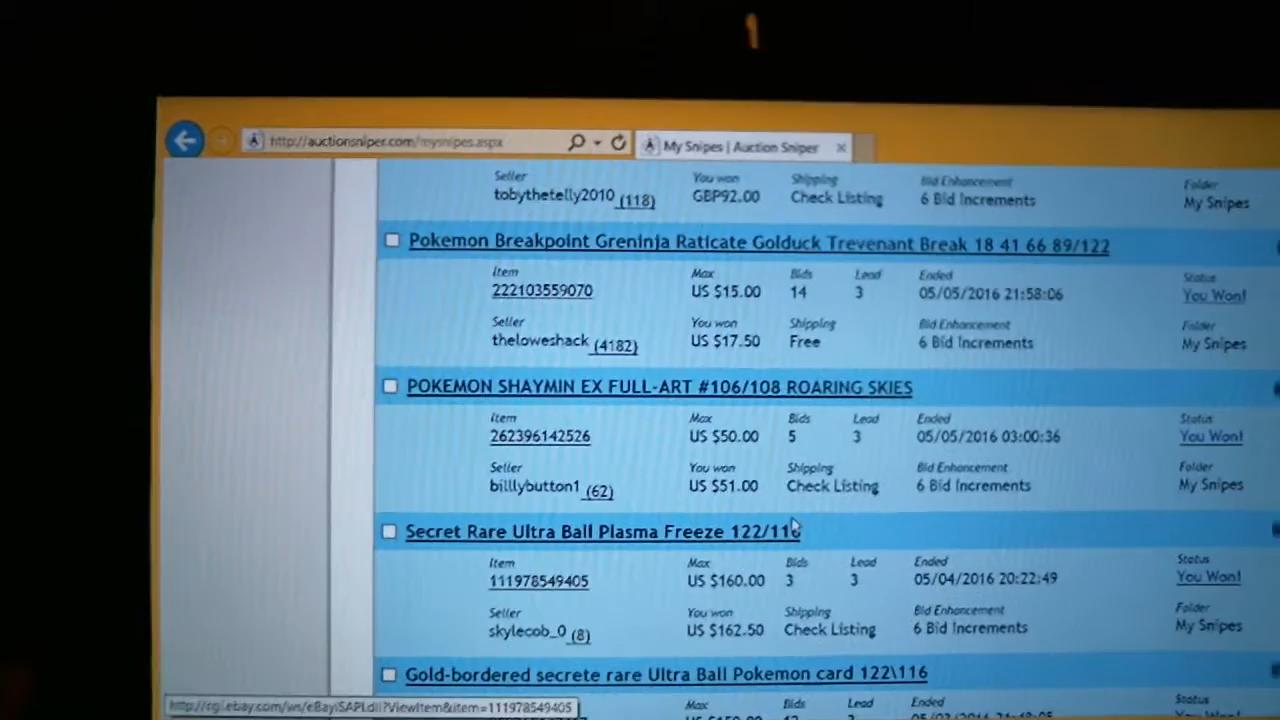 http://auctionsniper.com/mysnipes.aspx My Snipes | Auction Sniper
Seller You won Shipping Bid Enhancement Folder
tobythetelly2010 (118) GBP92.00 Check Listing 6 Bid Increments My Snipes
Pokemon Breakpoint Greninja Raticate Golduck Trevenant Break 18 41 66 89/122
Item Max Bids Lead Ended Status
222103559070 US $15.00 14 3 05/05/2016 21:58:06 You Won!
Seller You won Shipping Bid Enhancement Folder
theloweshack (4182) US $17.50 Free 6 Bid Increments My Snipes
POKEMON SHAYMIN EX FULL-ART #106/108 ROARING SKIES
Item Max Bids Lead Ended Status
262396142526 US $50.00 5 3 05/05/2016 03:00:36 You Won!
Seller You won Shipping Bid Enhancement Folder
billlybutton1 (62) US $51.00 Check Listing 6 Bid Increments My Snipes
Secret Rare Ultra Ball Plasma Freeze 122/116
Item Max Bids Lead Ended Status
111978549405 US $160.00 3 3 05/04/2016 20:22:49 You Won!
Seller You won Shipping Bid Enhancement Folder
skylecob_0 (8) US $162.50 Check Listing 6 Bid Increments My Snipes
Gold-bordered secrete rare Ultra Ball Pokemon card 122\116
Max Bids Lead Ended Status